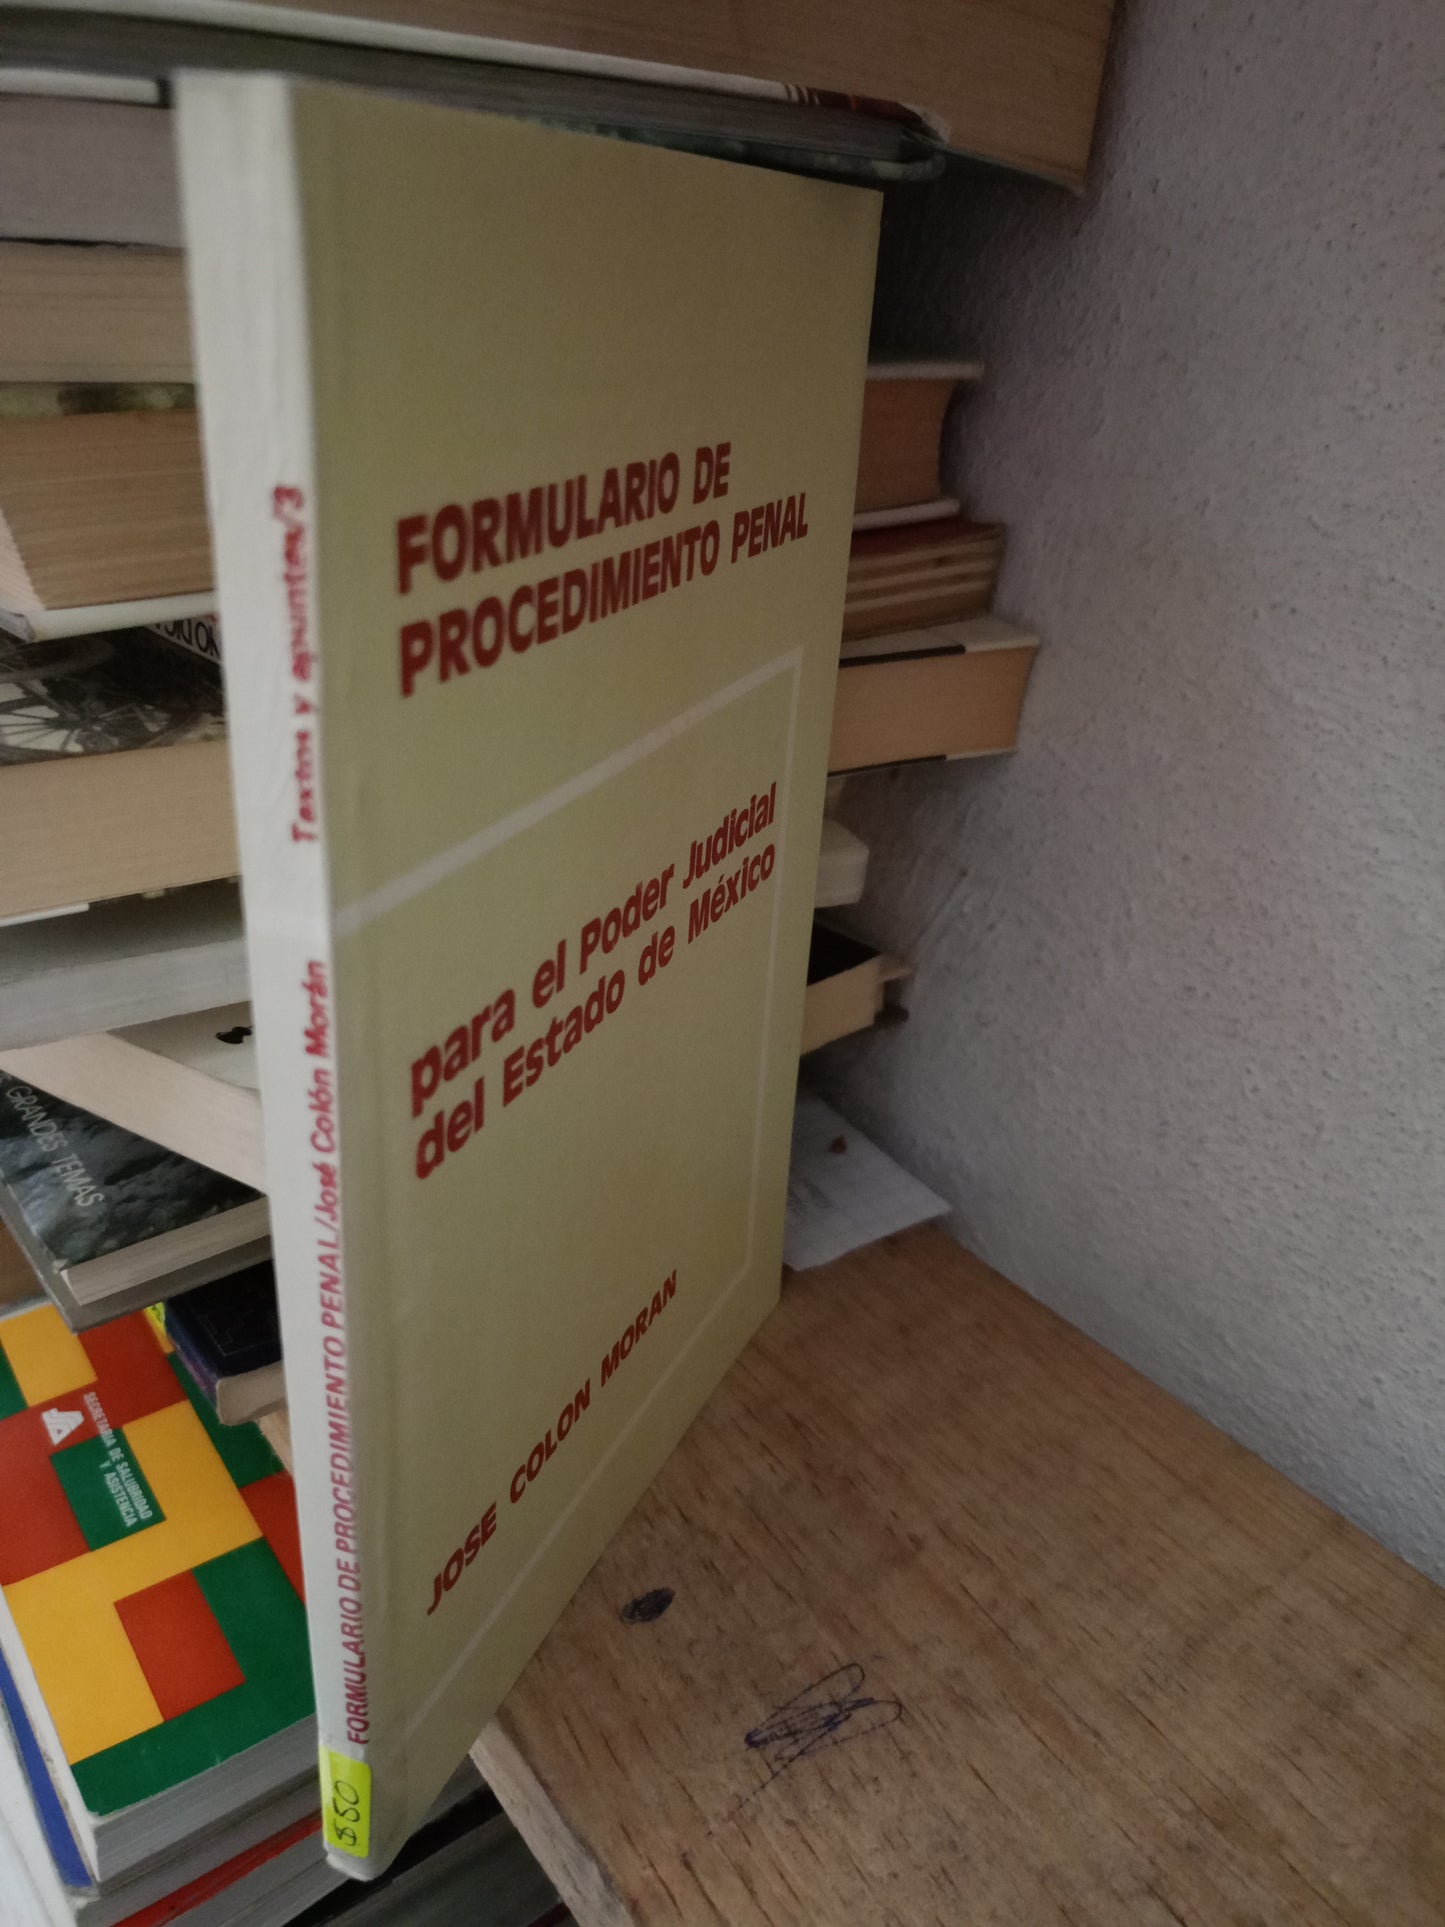 FORMULARIO DE
PROCEDIMIENTO PENAL
para el Poder Judicial
del Estado de México
JOSE COLON MORAN
FORMULARIO DE PROCEDIMIENTO PENAL/José Colón Morán Textos y apuntes/3
$50
GRANDES TEMAS
SECRETARIA DE SALUBRIDAD
Y ASISTENCIA